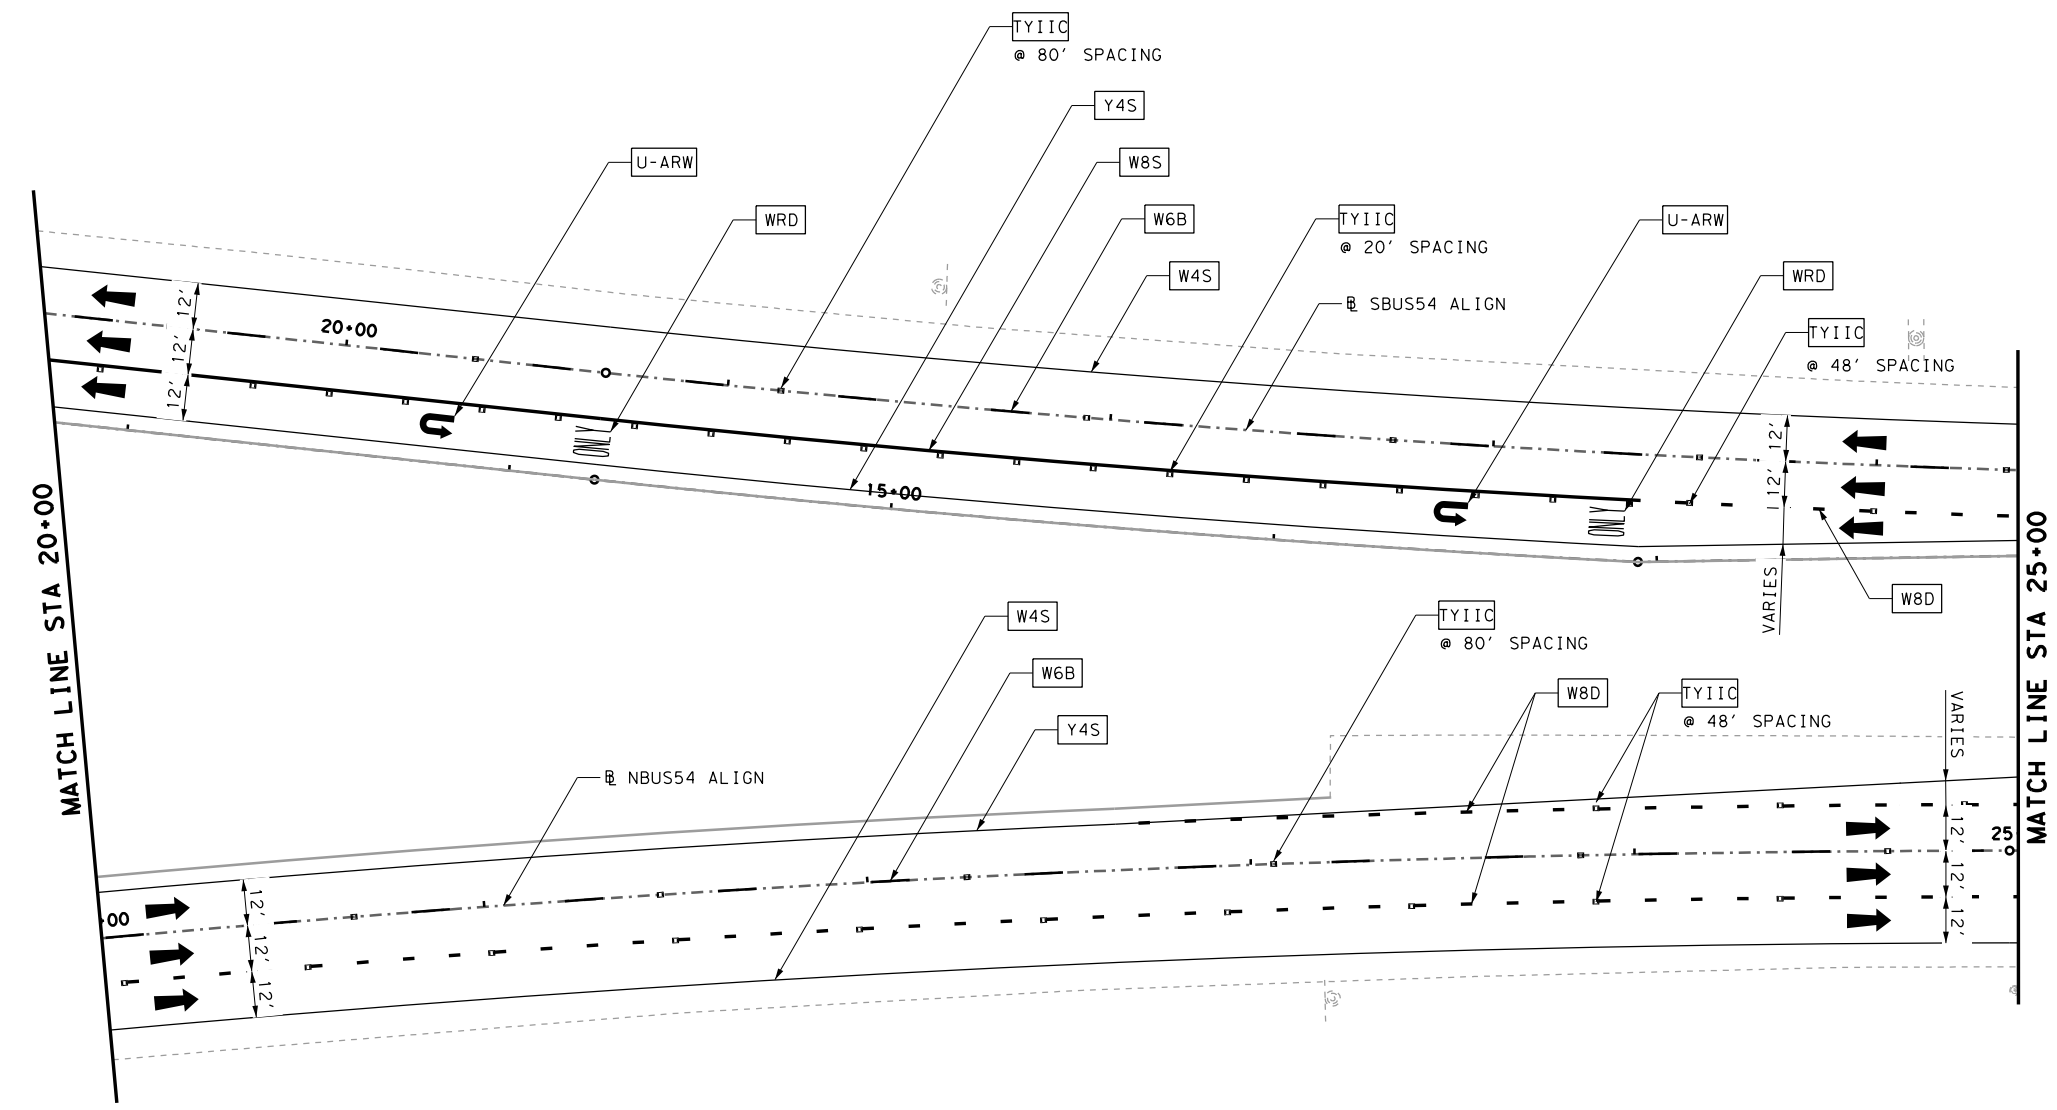 TYIIC
@ 80' SPACING
Y4S
U-ARW
W8S
WRD
W6B
TYIIC
@ 20' SPACING
U-ARW
W4S
WRD
℄ SBUS54 ALIGN
TYIIC
@ 48' SPACING
12'
12'
12'
20+00
ONLY
15+00
ONLY
12'
12'
VARIES
W8D
MATCH LINE STA 20+00
MATCH LINE STA 25+00
W4S
TYIIC
@ 80' SPACING
W6B
W8D
TYIIC
@ 48' SPACING
Y4S
VARIES
℄ NBUS54 ALIGN
12'
12'
12'
25
+00
12'
12'
12'